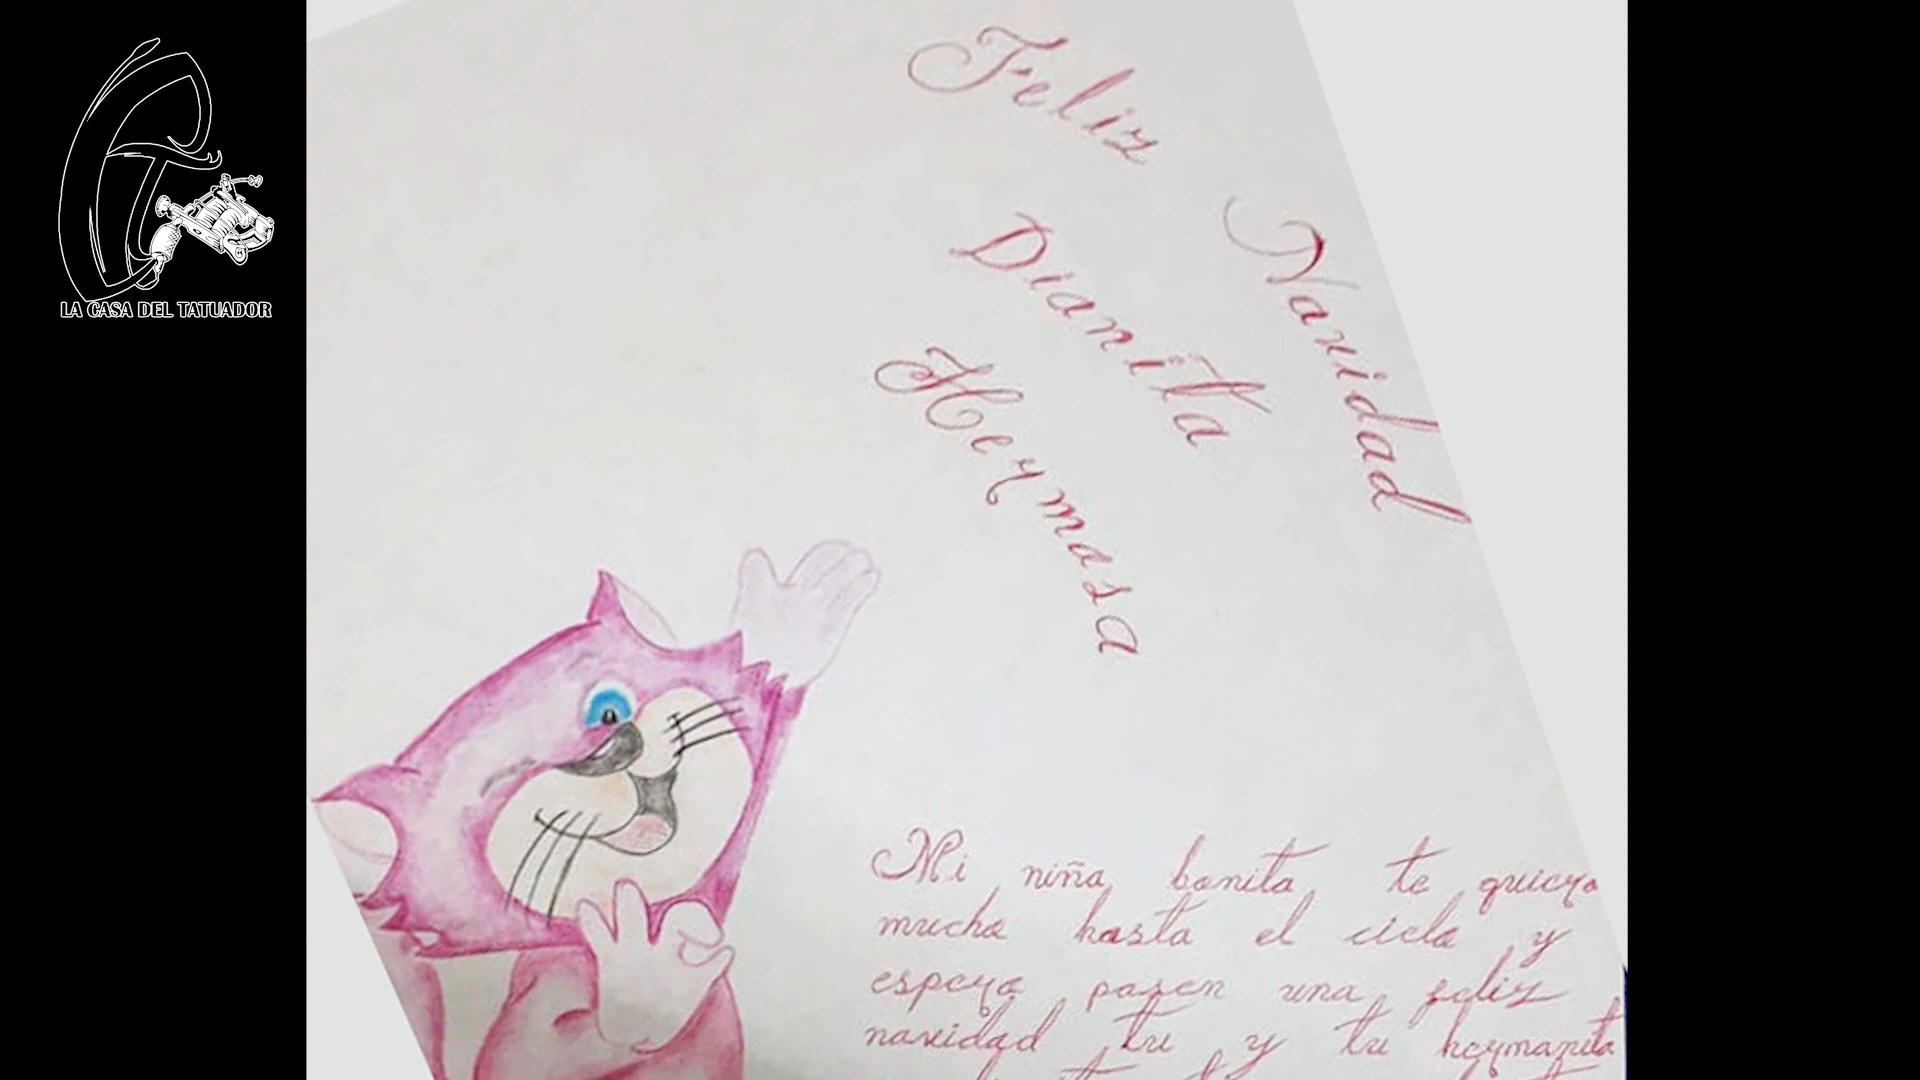 LA CASA DEL TATUADOR
Feliz
Navidad
Dianita
Hermosa
Mi niña bonita, te quiero
mucho hasta el cielo y
espero pasen una feliz
navidad tu y tu hermanita